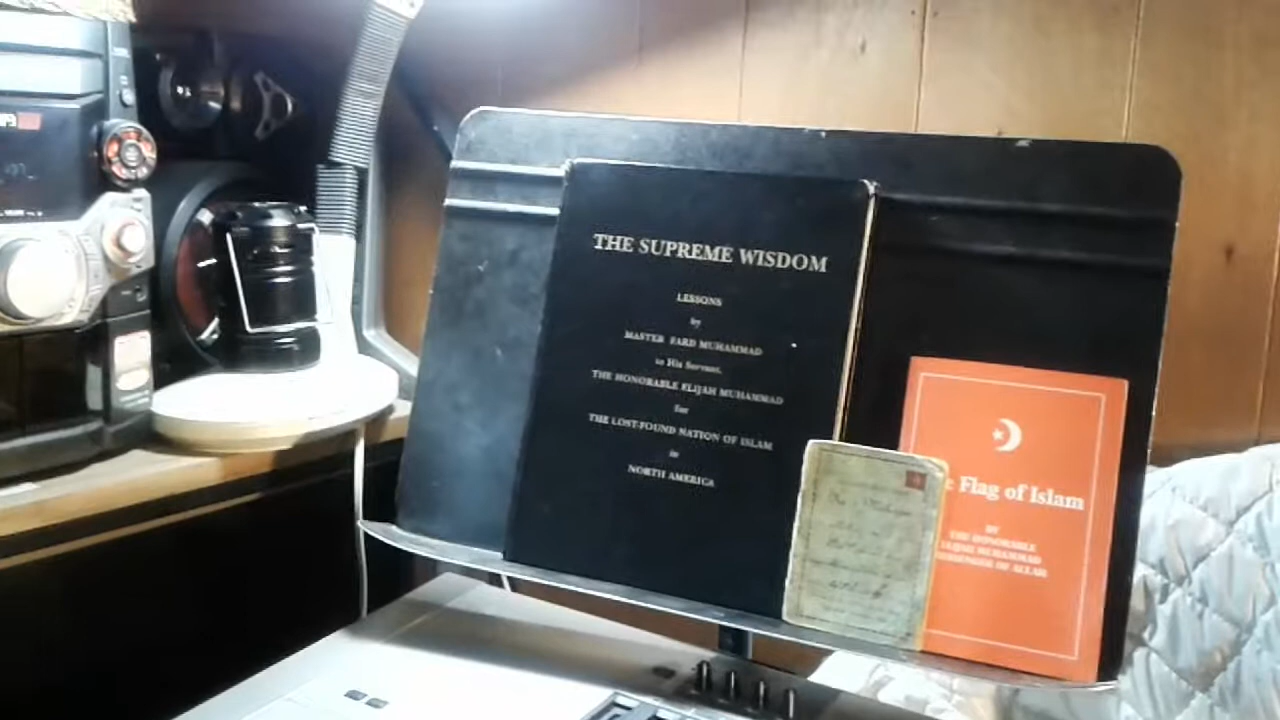 THE SUPREME WISDOM
LESSONS
by
MASTER FARD MUHAMMAD
to His Servant,
THE HONORABLE ELIJAH MUHAMMAD
for
THE LOST-FOUND NATION OF ISLAM
in
NORTH AMERICA
Flag of Islam
BY
THE HONORABLE
ELIJAH MUHAMMAD
MESSENGER OF ALLAH